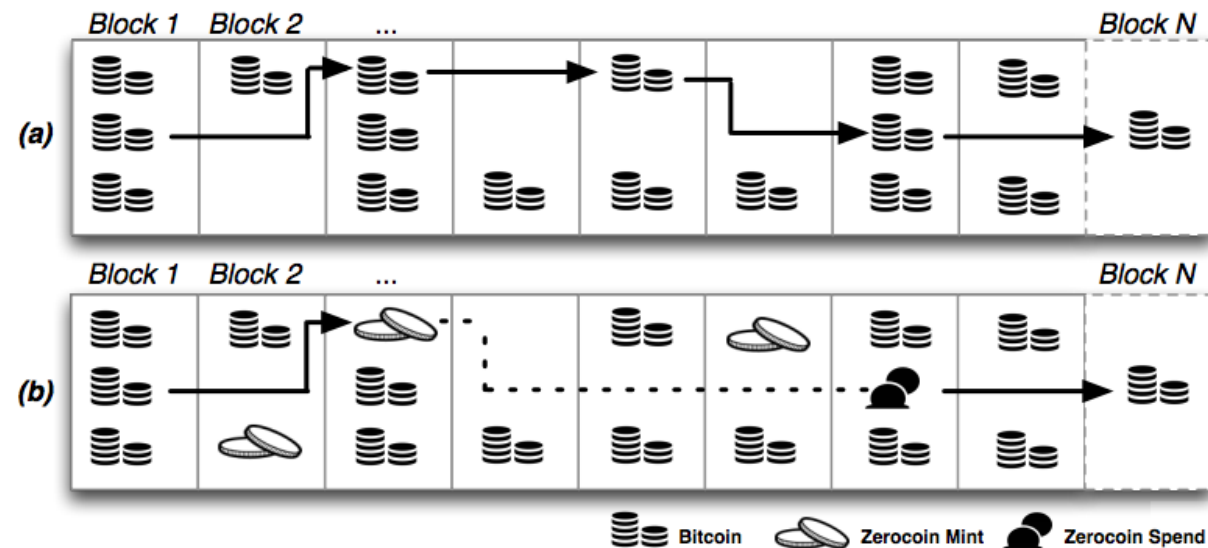 Block 1 Block 2 ... Block N
(a)
Block 1 Block 2 ... Block N
(b)
Bitcoin Zerocoin Mint Zerocoin Spend